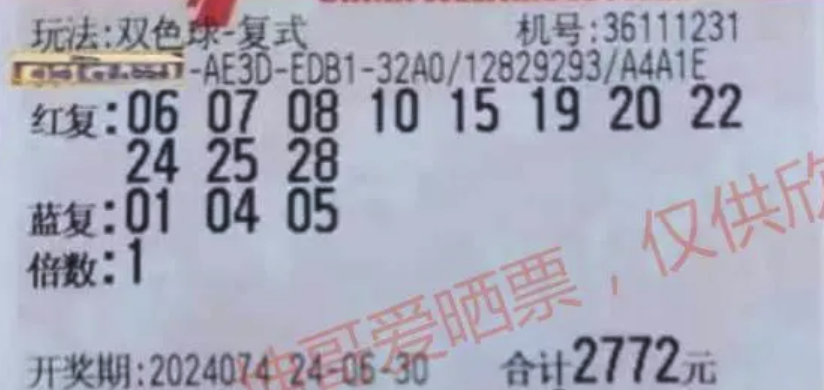 玩法:双色球-复式 机号:36111231
-AE3D-EDB1-32A0/12829293/A4A1E
红复:06 07 08 10 15 19 20 22
24 25 28
蓝复:01 04 05
倍数:1
哥爱晒票,仅供欣
开奖期:2024074 24-06-30 合计2772元